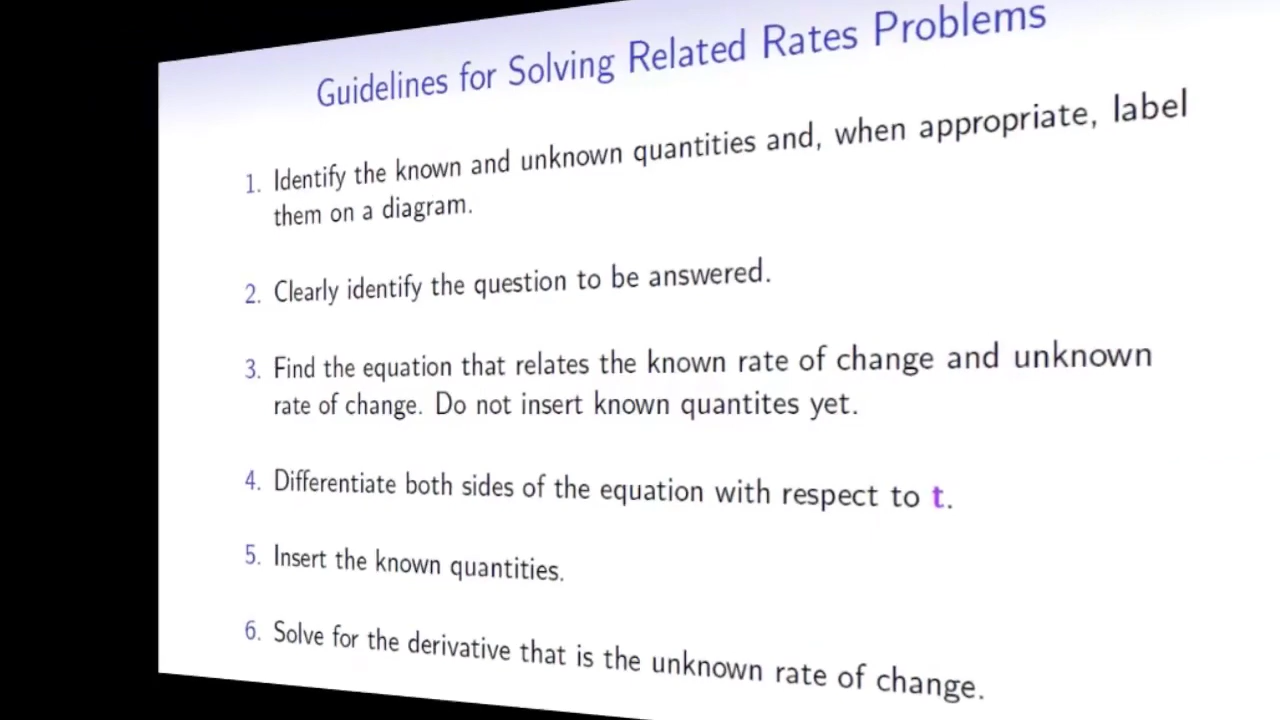 Guidelines for Solving Related Rates Problems
1. Identify the known and unknown quantities and, when appropriate, label
them on a diagram.
2. Clearly identify the question to be answered.
3. Find the equation that relates the known rate of change and unknown
rate of change. Do not insert known quantites yet.
4. Differentiate both sides of the equation with respect to t.
5. Insert the known quantities.
6. Solve for the derivative that is the unknown rate of change.